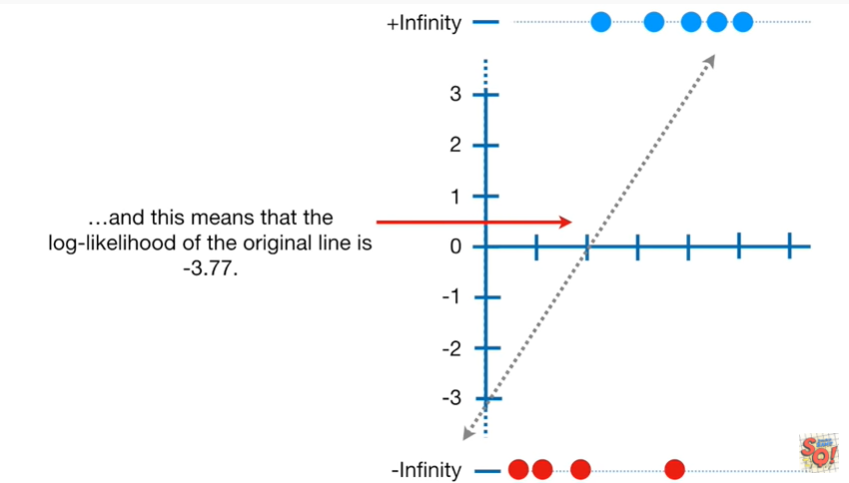 +Infinity
3
2
1
…and this means that the
log-likelihood of the original line is
-3.77.
0
-1
-2
-3
-Infinity
SQ!